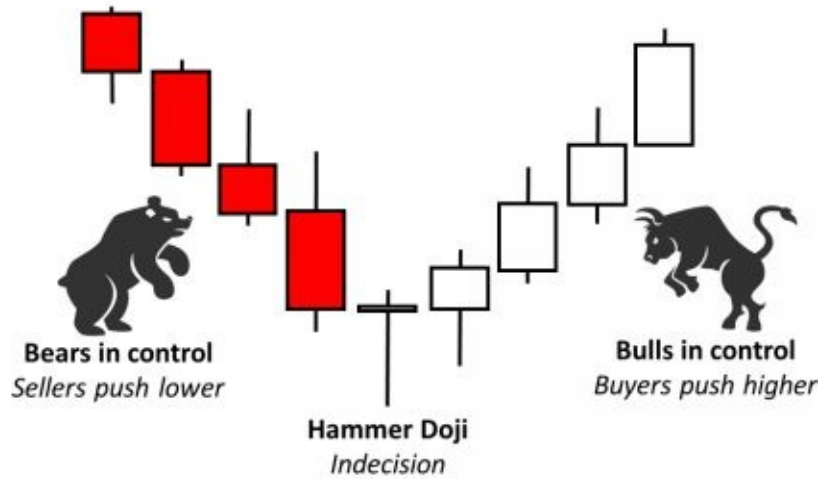 Bears in control
Sellers push lower
Hammer Doji
Indecision
Bulls in control
Buyers push higher